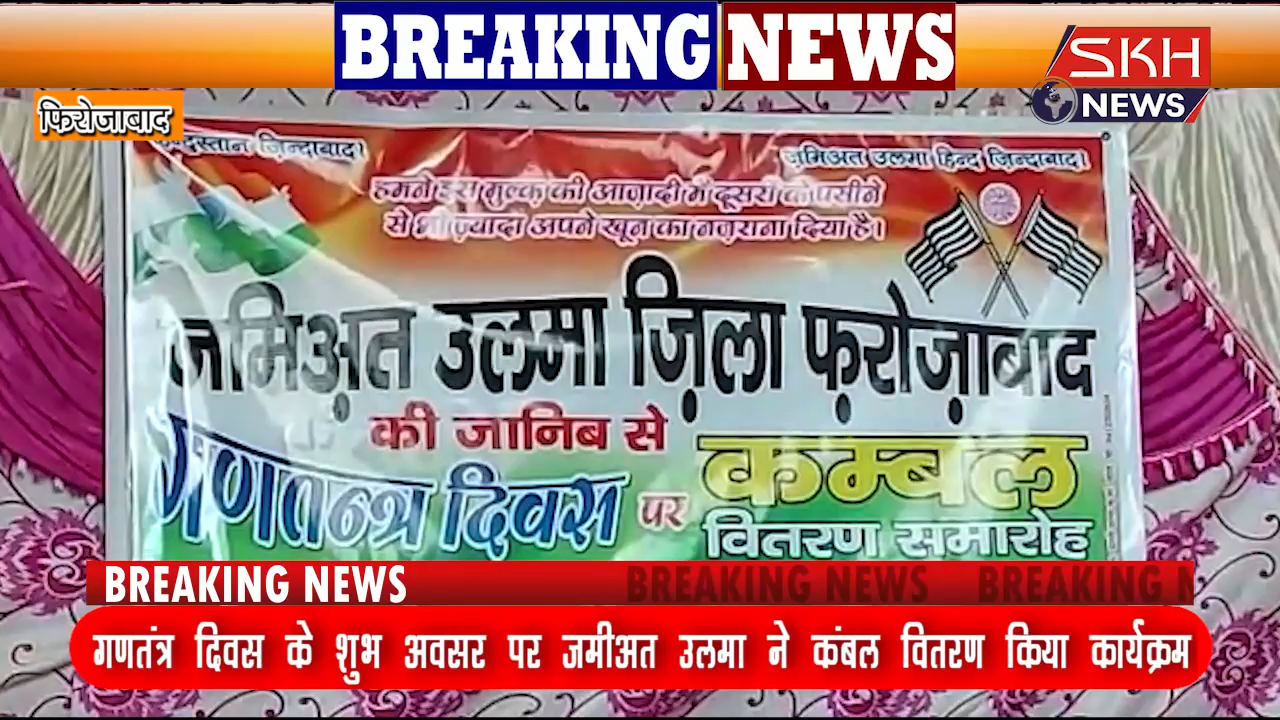 BREAKING NEWS
SKH
NEWS
फिरोजाबाद
हिन्दुस्तान ज़िन्दाबाद।
जमिअत उलमा हिन्द ज़िन्दाबाद।
हमने इस मुल्क़ की आज़ादी में दूसरों के पसीने
से भी ज़्यादा अपने खून का नज़राना दिया है।
जमिअ़त उलमा ज़िला फ़रोज़ाबाद
की जानिब से
गणतन्त्र दिवस पर कम्बल
वितरण समारोह
BREAKING NEWS BREAKING NEWS BREAKING N
गणतंत्र दिवस के शुभ अवसर पर जमीअत उलमा ने कंबल वितरण किया कार्यक्रम